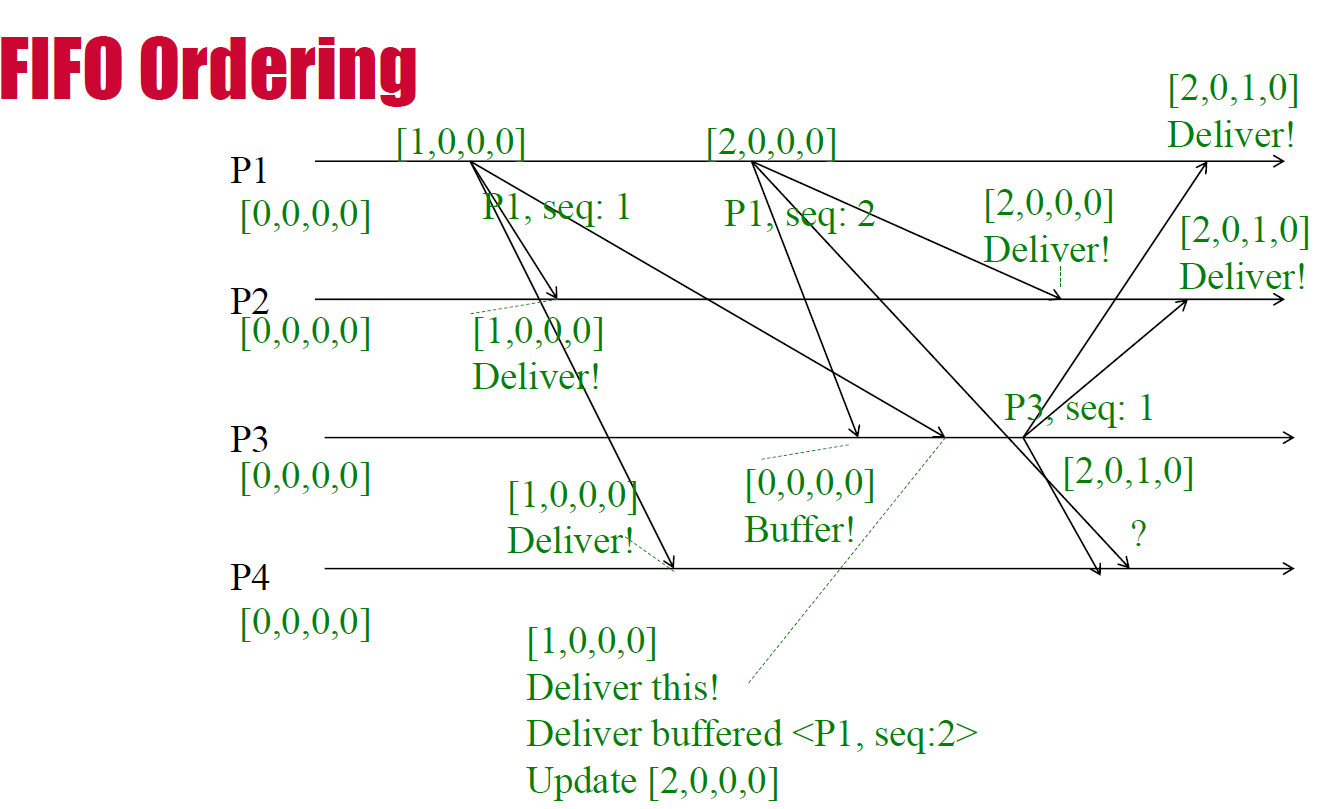 FIFO Ordering
[2,0,1,0]
Deliver!
[1,0,0,0]
[2,0,0,0]
P1
[0,0,0,0]
P1, seq: 1
P1, seq: 2
[2,0,0,0]
Deliver!
[2,0,1,0]
Deliver!
P2
[0,0,0,0]
[1,0,0,0]
Deliver!
P3, seq: 1
P3
[0,0,0,0]
[2,0,1,0]
[1,0,0,0]
Deliver!
[0,0,0,0]
Buffer!
?
P4
[0,0,0,0]
[1,0,0,0]
Deliver this!
Deliver buffered <P1, seq:2>
Update [2,0,0,0]